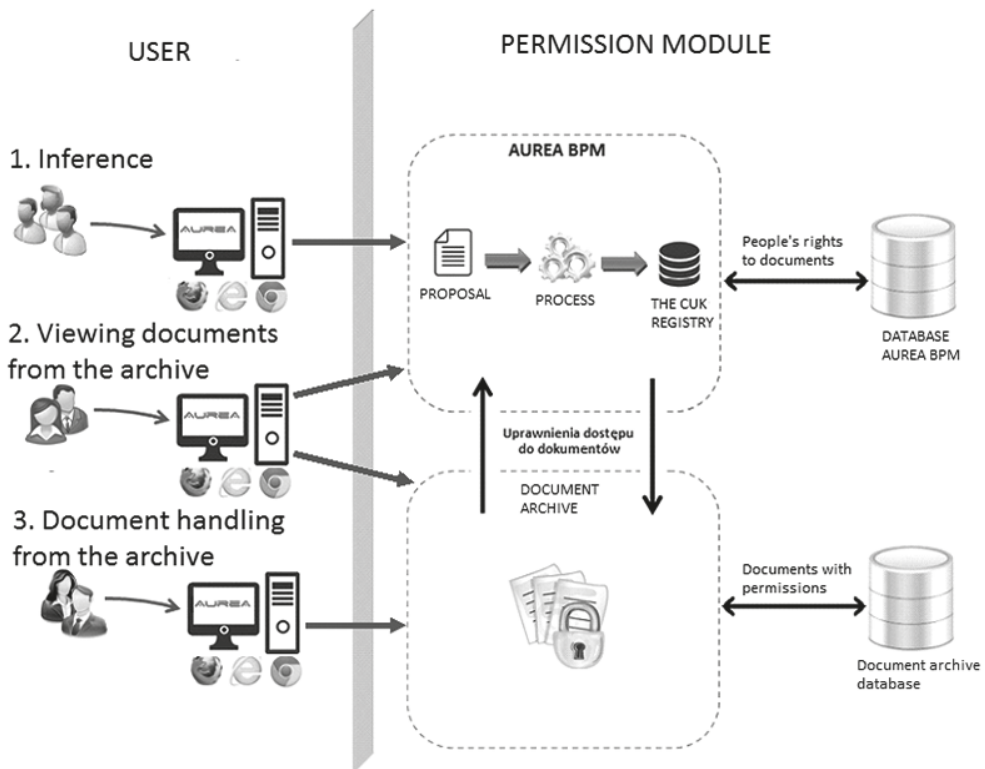 USER
PERMISSION MODULE
1. Inference
AUREA
AUREA BPM
PROPOSAL
PROCESS
THE CUK
REGISTRY
People's rights
to documents
DATABASE
AUREA BPM
2. Viewing documents
from the archive
AUREA
Uprawnienia dostępu
do dokumentów
DOCUMENT
ARCHIVE
3. Document handling
from the archive
AUREA
Documents with
permissions
Document archive
database